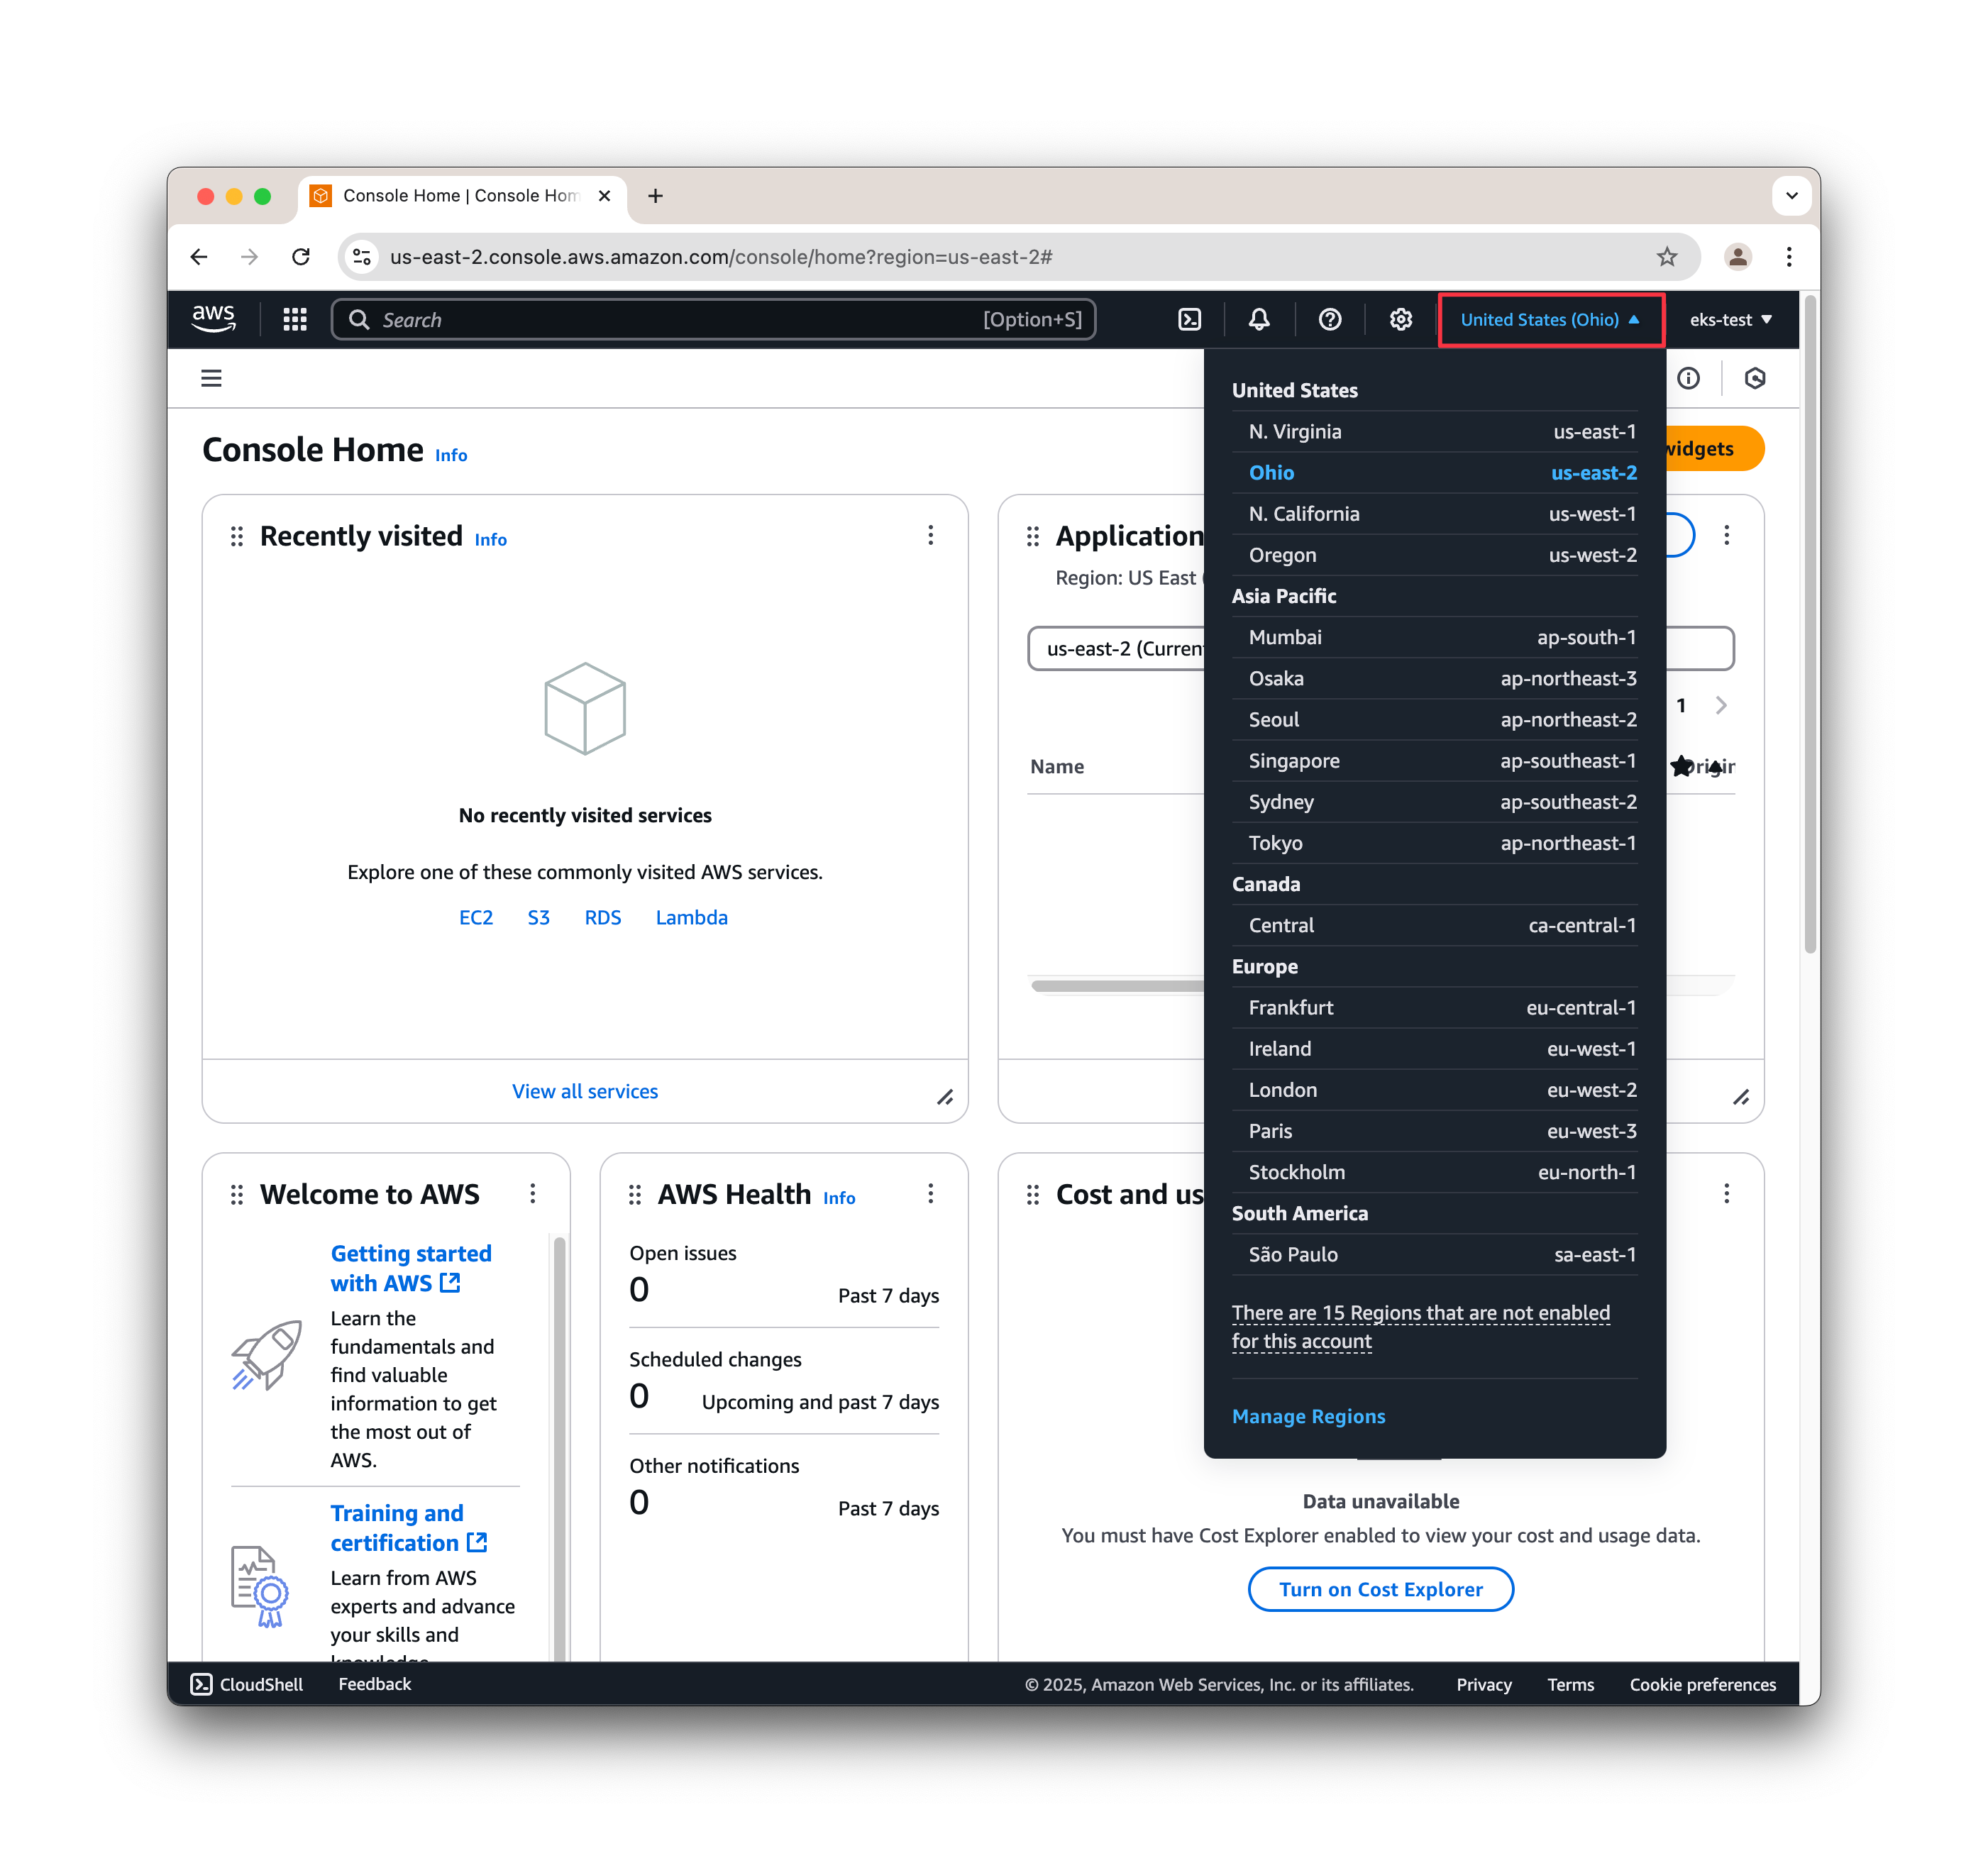 Console Home | Console Hom
us-east-2.console.aws.amazon.com/console/home?region=us-east-2#
aws
Search
[Option+S]
United States (Ohio)
eks-test
Console Home Info
widgets
Recently visited Info
No recently visited services
Explore one of these commonly visited AWS services.
EC2 S3 RDS Lambda
View all services
Application
Region: US East
us-east-2 (Curren
1
Name
Origin
United States
N. Virginia us-east-1
Ohio us-east-2
N. California us-west-1
Oregon us-west-2
Asia Pacific
Mumbai ap-south-1
Osaka ap-northeast-3
Seoul ap-northeast-2
Singapore ap-southeast-1
Sydney ap-southeast-2
Tokyo ap-northeast-1
Canada
Central ca-central-1
Europe
Frankfurt eu-central-1
Ireland eu-west-1
London eu-west-2
Paris eu-west-3
Stockholm eu-north-1
South America
São Paulo sa-east-1
There are 15 Regions that are not enabled
for this account
Manage Regions
Welcome to AWS
Getting started
with AWS
Learn the
fundamentals and
find valuable
information to get
the most out of
AWS.
Training and
certification
Learn from AWS
experts and advance
your skills and
knowledge
AWS Health Info
Open issues
0 Past 7 days
Scheduled changes
0 Upcoming and past 7 days
Other notifications
0 Past 7 days
Cost and us
Data unavailable
You must have Cost Explorer enabled to view your cost and usage data.
Turn on Cost Explorer
CloudShell Feedback
© 2025, Amazon Web Services, Inc. or its affiliates. Privacy Terms Cookie preferences